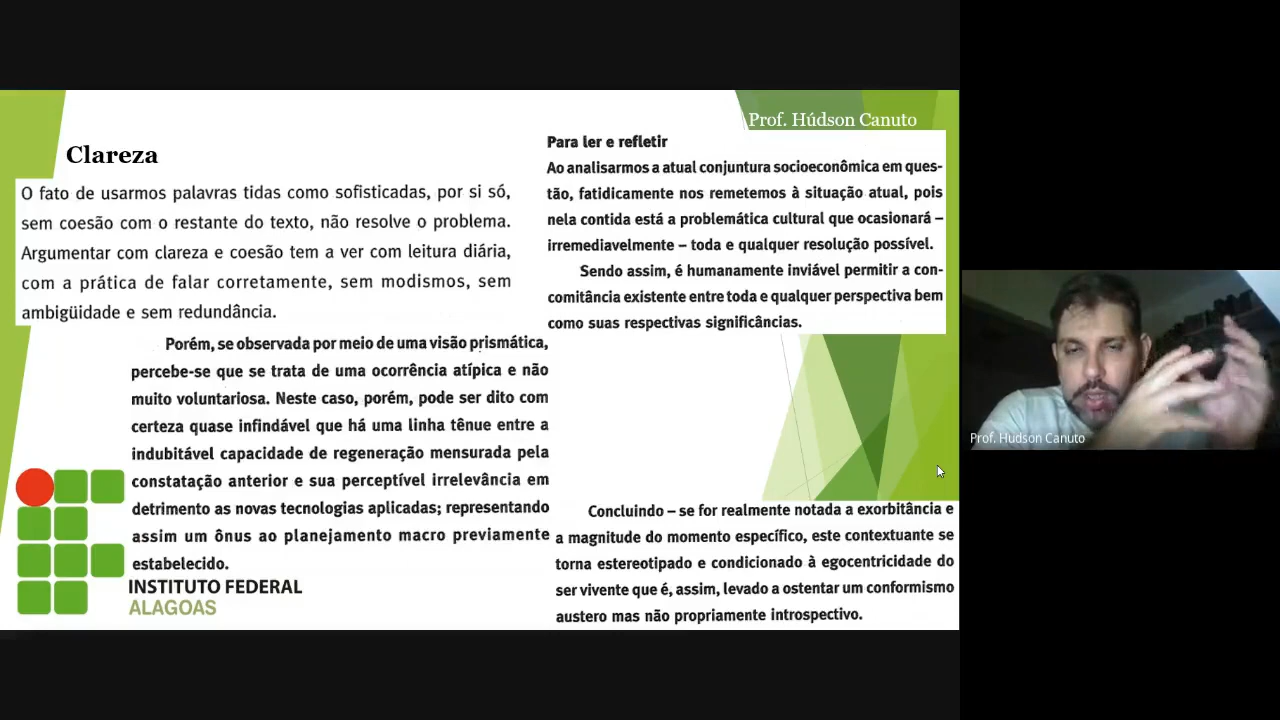 Prof. Húdson Canuto
Clareza
O fato de usarmos palavras tidas como sofisticadas, por si só,
sem coesão com o restante do texto, não resolve o problema.
Argumentar com clareza e coesão tem a ver com leitura diária,
com a prática de falar corretamente, sem modismos, sem
ambigüidade e sem redundância.
Para ler e refletir
Ao analisarmos a atual conjuntura socioeconômica em ques-
tão, fatidicamente nos remetemos à situação atual, pois
nela contida está a problemática cultural que ocasionará –
irremediavelmente – toda e qualquer resolução possível.
Sendo assim, é humanamente inviável permitir a con-
comitância existente entre toda e qualquer perspectiva bem
como suas respectivas significâncias.
Porém, se observada por meio de uma visão prismática,
percebe-se que se trata de uma ocorrência atípica e não
muito voluntariosa. Neste caso, porém, pode ser dito com
certeza quase infindável que há uma linha tênue entre a
indubitável capacidade de regeneração mensurada pela
constatação anterior e sua perceptível irrelevância em
detrimento as novas tecnologias aplicadas; representando
assim um ônus ao planejamento macro previamente
estabelecido.
Concluindo – se for realmente notada a exorbitância e
a magnitude do momento específico, este contextuante se
torna estereotipado e condicionado à egocentricidade do
ser vivente que é, assim, levado a ostentar um conformismo
austero mas não propriamente introspectivo.
INSTITUTO FEDERAL
ALAGOAS
Prof. Hudson Canuto